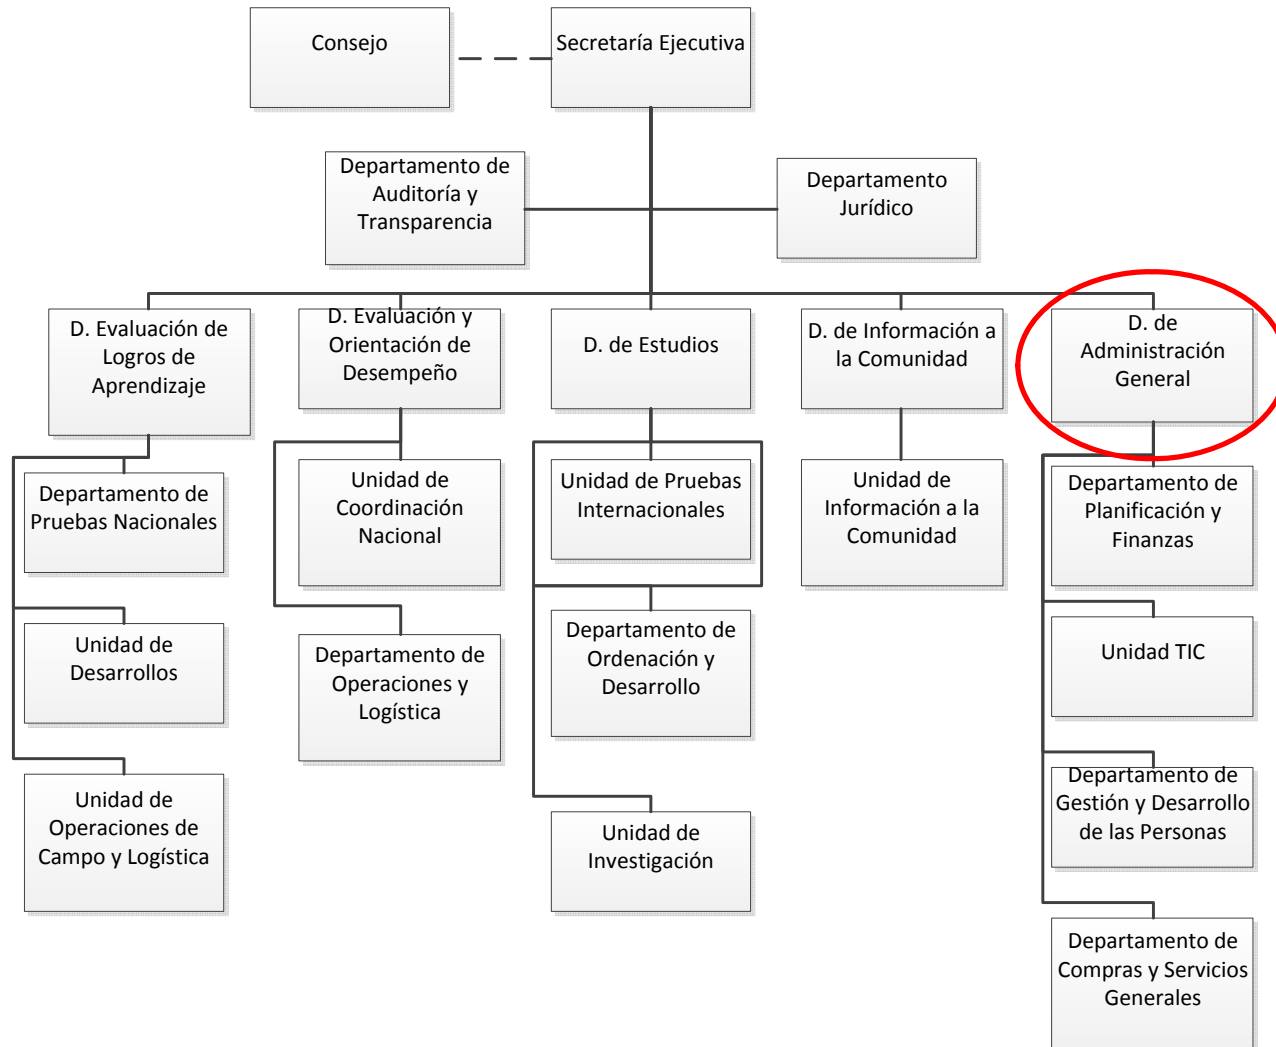 Consejo
Secretaría Ejecutiva
Departamento de
Auditoría y
Transparencia
Departamento
Jurídico
D. Evaluación de
Logros de
Aprendizaje
D. Evaluación y
Orientación de
Desempeño
D. de Estudios
D. de Información a
la Comunidad
D. de
Administración
General
Departamento de
Pruebas Nacionales
Unidad de
Coordinación
Nacional
Unidad de Pruebas
Internacionales
Unidad de
Información a la
Comunidad
Departamento de
Planificación y
Finanzas
Unidad de
Desarrollos
Departamento de
Operaciones y
Logística
Departamento de
Ordenación y
Desarrollo
Unidad TIC
Unidad de
Operaciones de
Campo y Logística
Unidad de
Investigación
Departamento de
Gestión y Desarrollo
de las Personas
Departamento de
Compras y Servicios
Generales